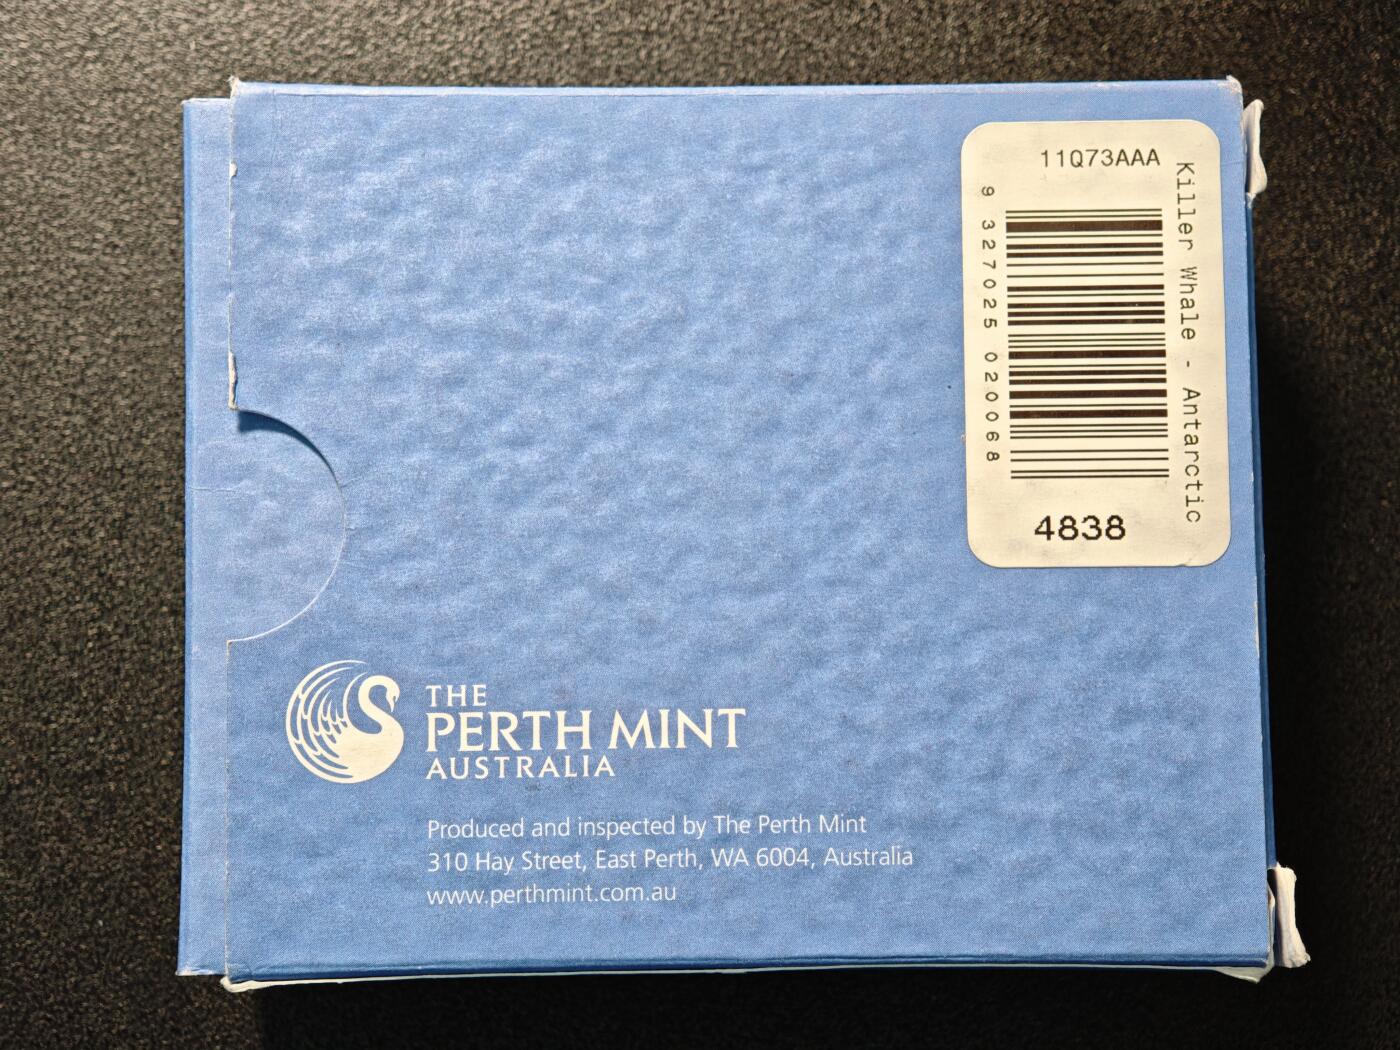 11Q73AAA
Killer Whale - Antarctic
9 327025 020068
4838
THE
PERTH MINT
AUSTRALIA
Produced and inspected by The Perth Mint
310 Hay Street, East Perth, WA 6004, Australia
www.perthmint.com.au